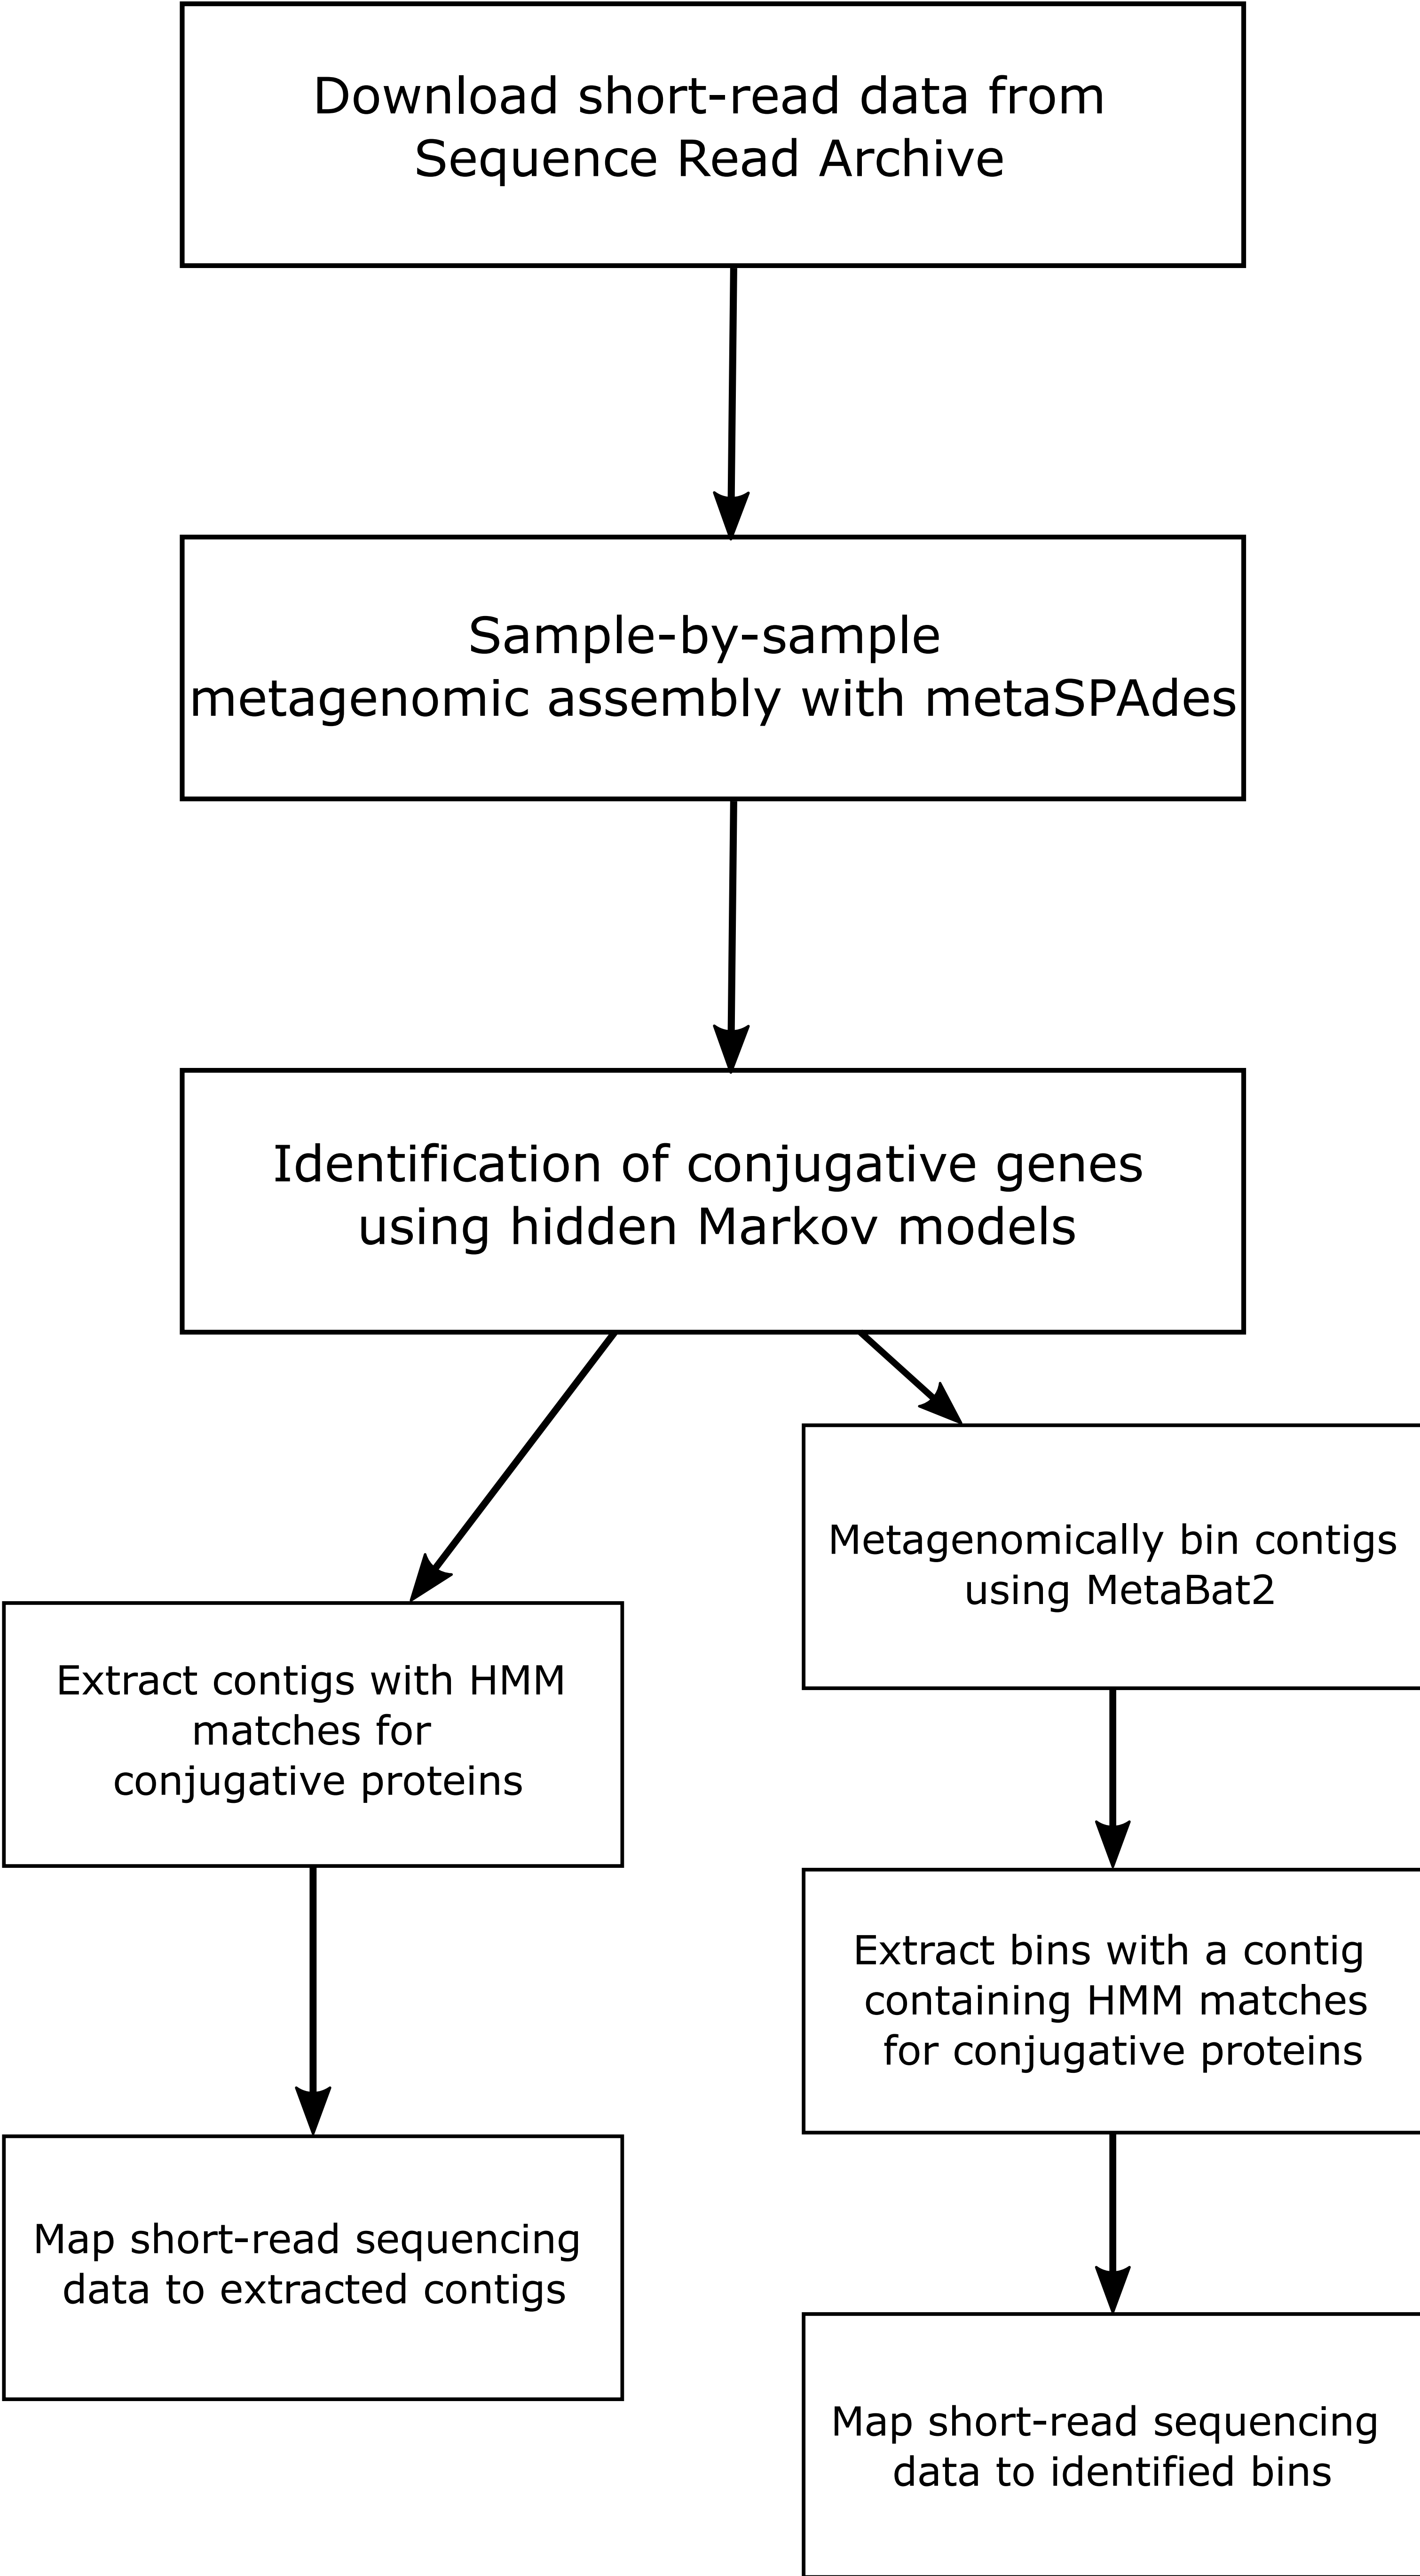 Download short-read data from
Sequence Read Archive
Sample-by-sample
metagenomic assembly with metaSPAdes
Identification of conjugative genes
using hidden Markov models
Extract contigs with HMM
matches for
conjugative proteins
Map short-read sequencing
data to extracted contigs
Metagenomically bin contigs
using MetaBat2
Extract bins with a contig
containing HMM matches
for conjugative proteins
Map short-read sequencing
data to identified bins